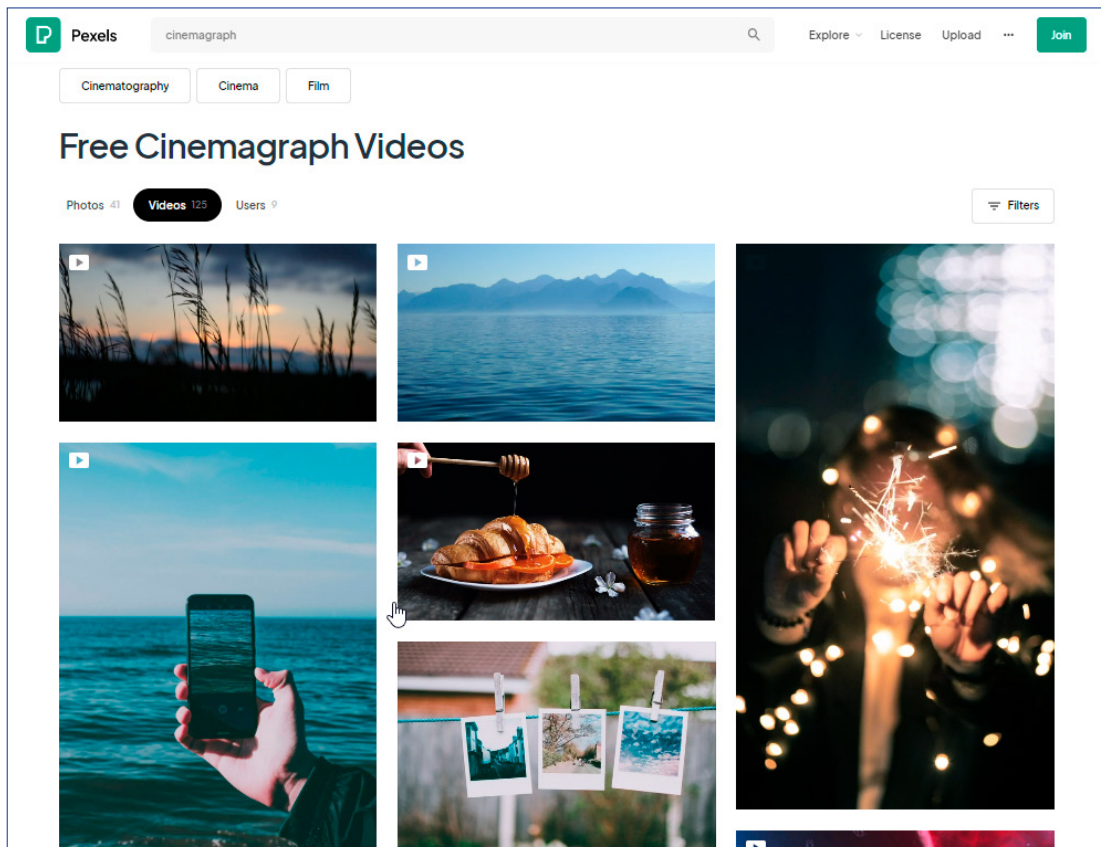 Pexels cinemagraph Explore License Upload ··· Join
Cinematography Cinema Film
Free Cinemagraph Videos
Photos 41 Videos 125 Users 9 Filters